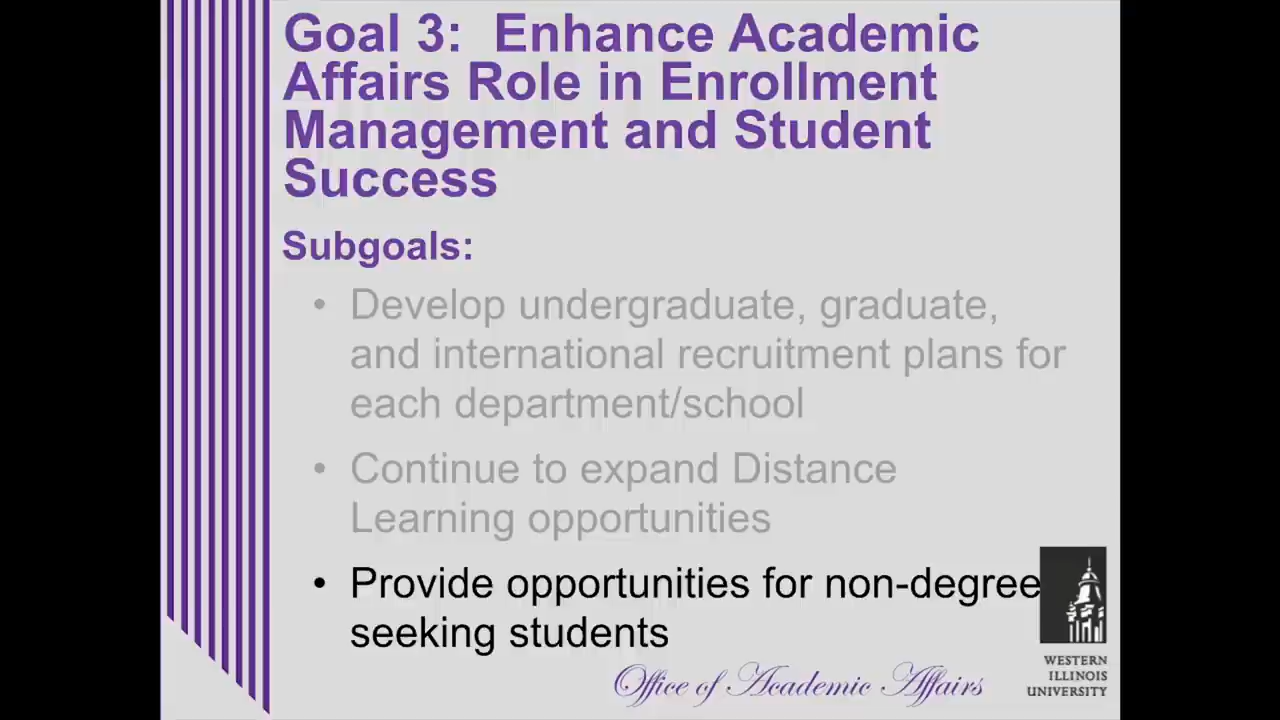 Goal 3: Enhance Academic
Affairs Role in Enrollment
Management and Student
Success
Subgoals:
• Develop undergraduate, graduate,
and international recruitment plans for
each department/school
• Continue to expand Distance
Learning opportunities
• Provide opportunities for non-degree
seeking students
Office of Academic Affairs
WESTERN
ILLINOIS
UNIVERSITY